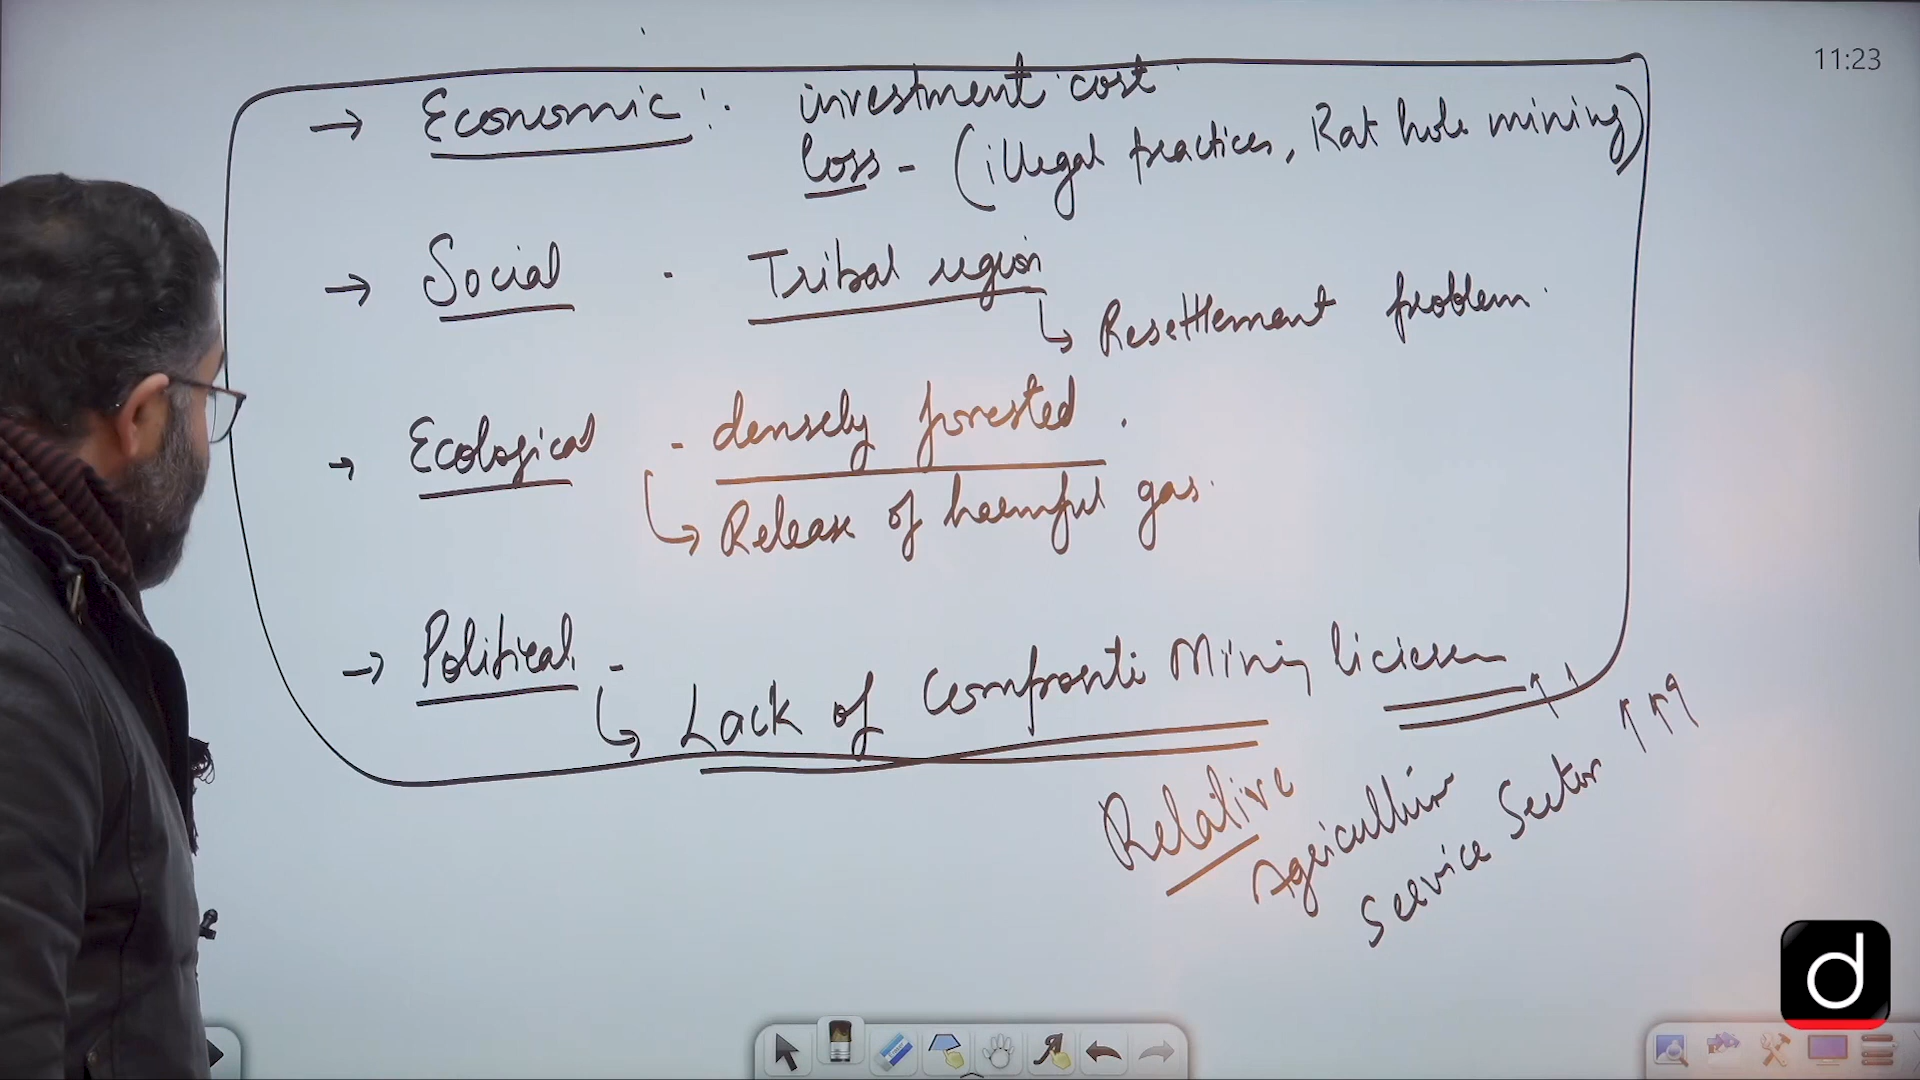 11:23
→ Economic :- investment cost
loss - (illegal practices, Rat hole mining)
→ Social - Tribal region
↳ Resettlement problem.
→ Ecological - densely forested.
↳ Release of harmful gas.
→ Political -
↳ Lack of Mining
Relative
Agriculture ↑↑
Service Sector ↑↑↑
d